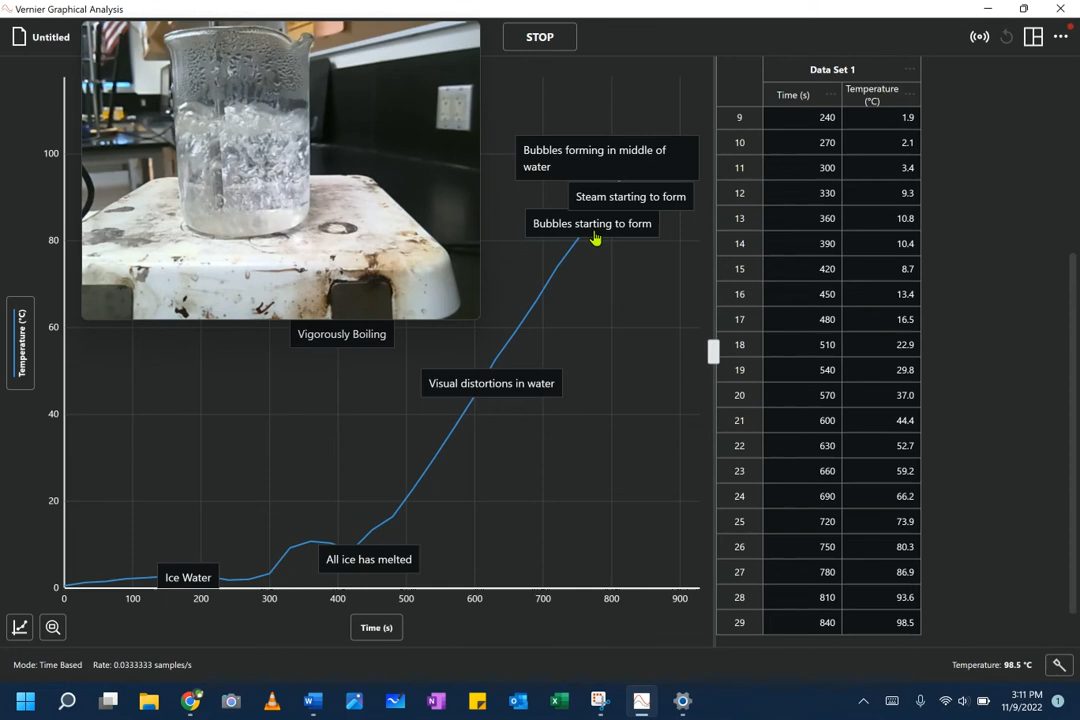 Vernier Graphical Analysis
Untitled
STOP
100
80
60
40
20
0
Temperature (°C)
0 100 200 300 400 500 600 700 800 900
Time (s)
Bubbles forming in middle of
water
Steam starting to form
Bubbles starting to form
Vigorously Boiling
Visual distortions in water
All ice has melted
Ice Water
Data Set 1
Time (s) Temperature
(°C)
9 240 1.9
10 270 2.1
11 300 3.4
12 330 9.3
13 360 10.8
14 390 10.4
15 420 8.7
16 450 13.4
17 480 16.5
18 510 22.9
19 540 29.8
20 570 37.0
21 600 44.4
22 630 52.7
23 660 59.2
24 690 66.2
25 720 73.9
26 750 80.3
27 780 86.9
28 810 93.6
29 840 98.5
Mode: Time Based Rate: 0.0333333 samples/s
Temperature: 98.5 °C
3:11 PM
11/9/2022
1